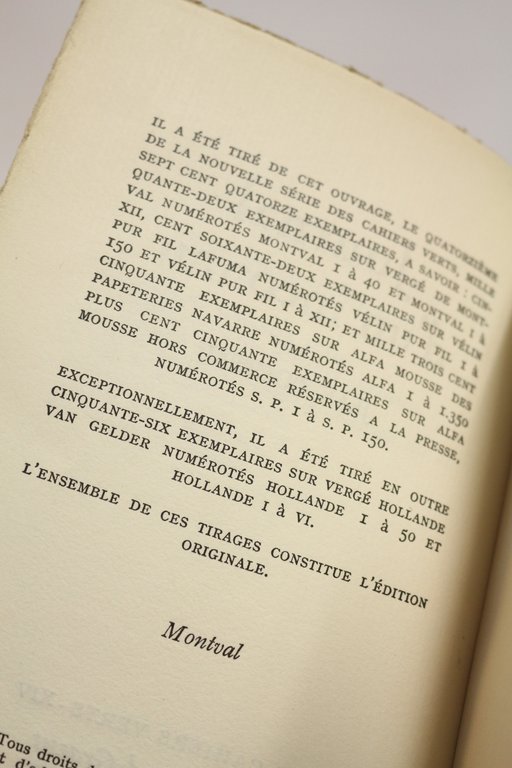 IL A ÉTÉ TIRÉ DE CET OUVRAGE, LE QUATORZIÈME
DE LA NOUVELLE SÉRIE DES CAHIERS VERTS, MILLE
SEPT CENT QUATORZE EXEMPLAIRES, A SAVOIR : CIN-
QUANTE-DEUX EXEMPLAIRES SUR VERGÉ DE MONT-
VAL NUMÉROTÉS MONTVAL I à 40 ET MONTVAL I à
XII, CENT SOIXANTE-DEUX EXEMPLAIRES SUR VÉLIN
PUR FIL LAFUMA NUMÉROTÉS VÉLIN PUR FIL I à
150 ET VÉLIN PUR FIL I à XII; ET MILLE TROIS CENT
CINQUANTE EXEMPLAIRES SUR ALFA MOUSSE DES
PAPETERIES NAVARRE NUMÉROTÉS ALFA I à 1.350
PLUS CENT CINQUANTE EXEMPLAIRES SUR ALFA
MOUSSE HORS COMMERCE RÉSERVÉS A LA PRESSE,
NUMÉROTÉS S. P. I à S. P. 150.
EXCEPTIONNELLEMENT, IL A ÉTÉ TIRÉ EN OUTRE
CINQUANTE-SIX EXEMPLAIRES SUR VERGÉ HOLLANDE
VAN GELDER NUMÉROTÉS HOLLANDE I à 50 ET
HOLLANDE I à VI.
L'ENSEMBLE DE CES TIRAGES CONSTITUE L'ÉDITION
ORIGINALE.
Montval
Tous droits